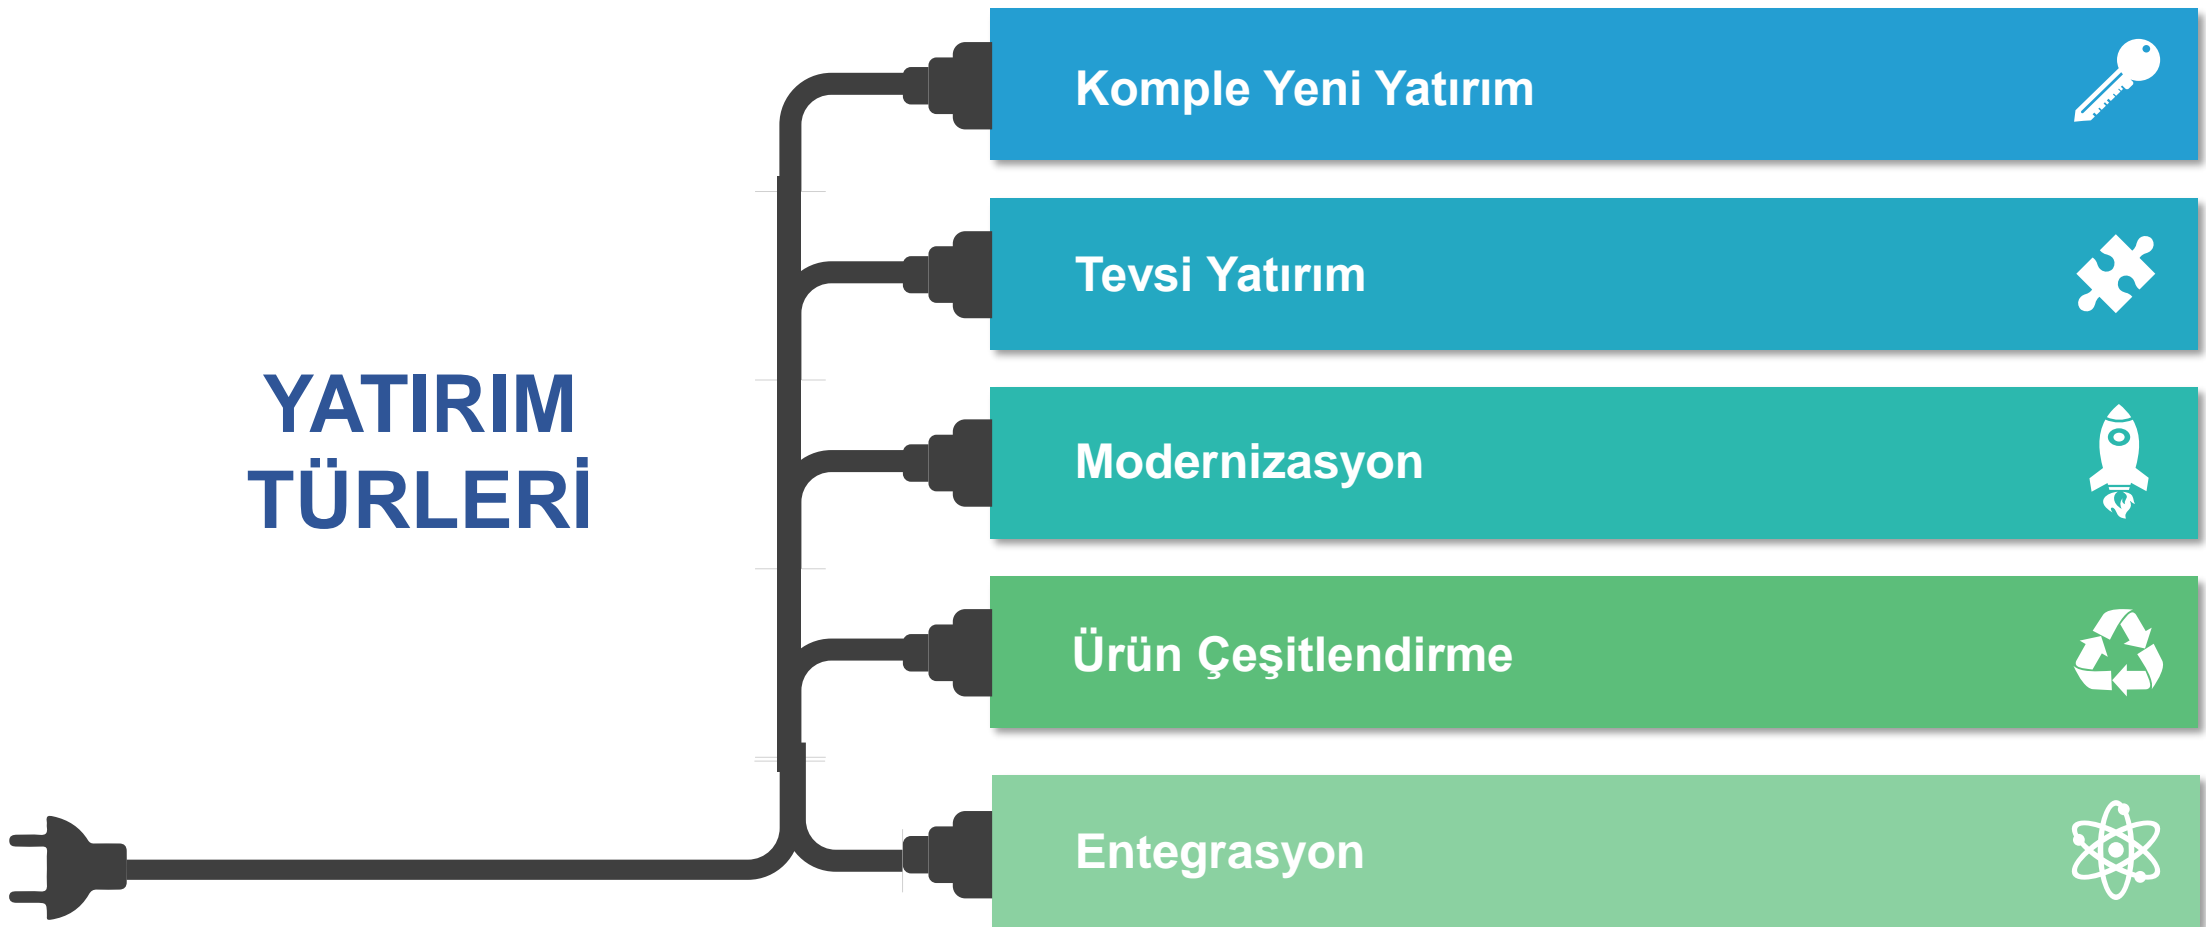 YATIRIM
TÜRLERİ
Komple Yeni Yatırım
Tevsi Yatırım
Modernizasyon
Ürün Çeşitlendirme
Entegrasyon